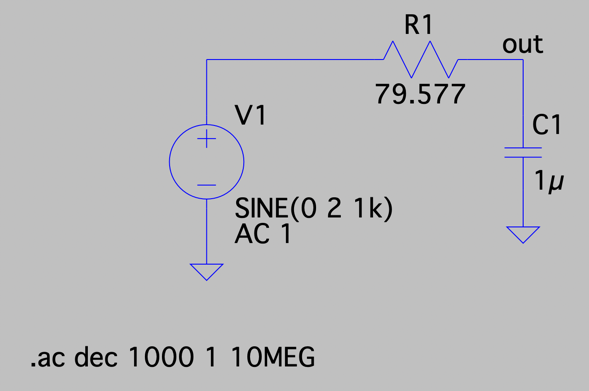 R1
out
79.577
V1
C1
1µ
SINE(0 2 1k)
AC 1
.ac dec 1000 1 10MEG